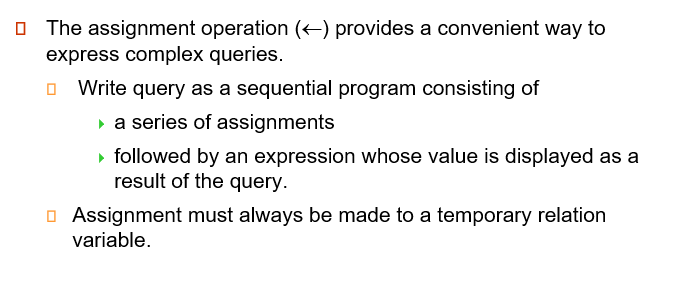 The assignment operation (←) provides a convenient way to
express complex queries.
Write query as a sequential program consisting of
a series of assignments
followed by an expression whose value is displayed as a
result of the query.
Assignment must always be made to a temporary relation
variable.